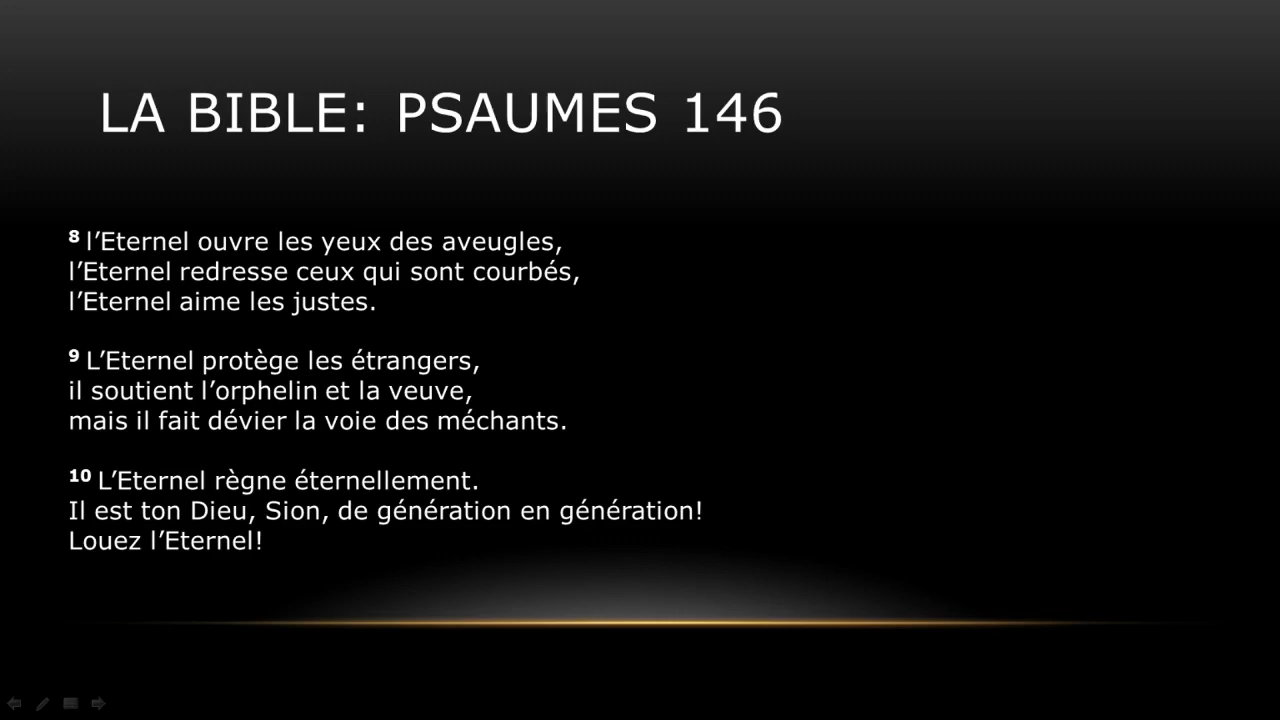 LA BIBLE: PSAUMES 146
8 l’Eternel ouvre les yeux des aveugles,
l’Eternel redresse ceux qui sont courbés,
l’Eternel aime les justes.
9 L’Eternel protège les étrangers,
il soutient l’orphelin et la veuve,
mais il fait dévier la voie des méchants.
10 L’Eternel règne éternellement.
Il est ton Dieu, Sion, de génération en génération!
Louez l’Eternel!